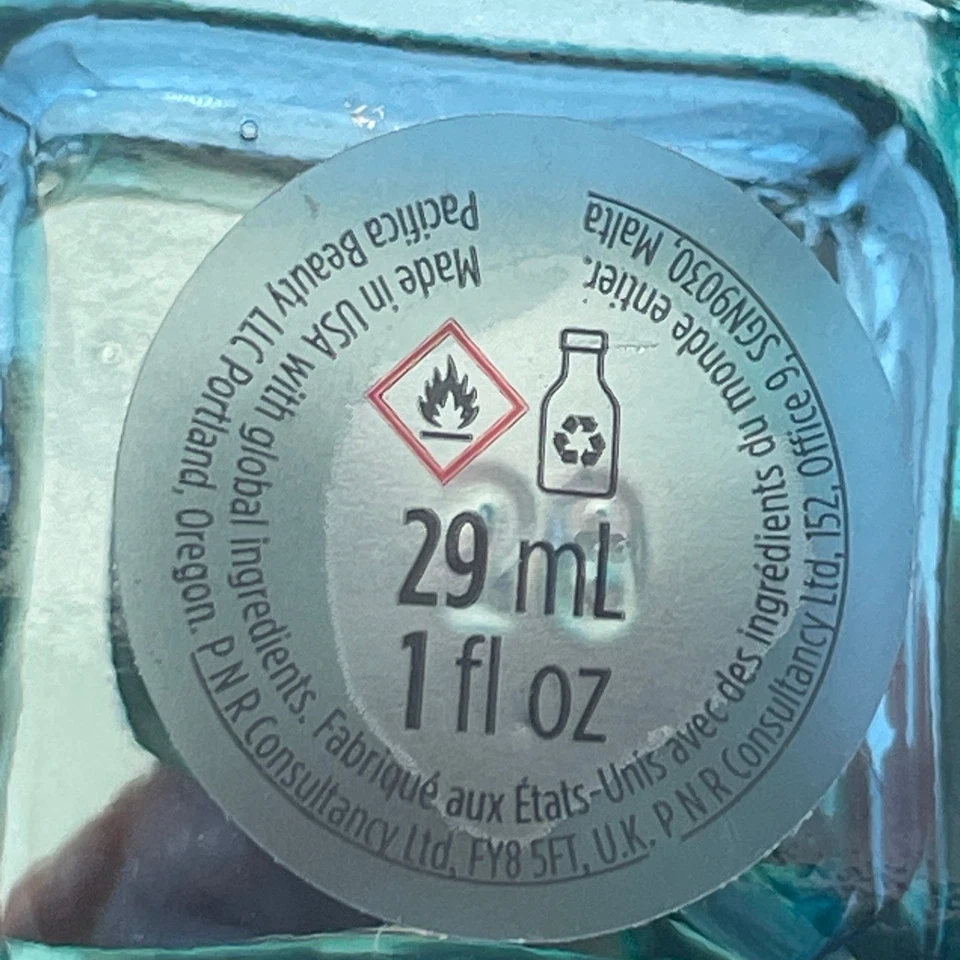 Pacifica Beauty LLC Portland, Oregon. P N R Consultancy Ltd, FY8 5FT, U.K. P N R Consultancy Ltd, 152, Office 9, SGN9030, Malta
Made in USA with global ingredients. Fabriqué aux États-Unis avec des ingrédients du monde entier.
29 mL
1 fl oz